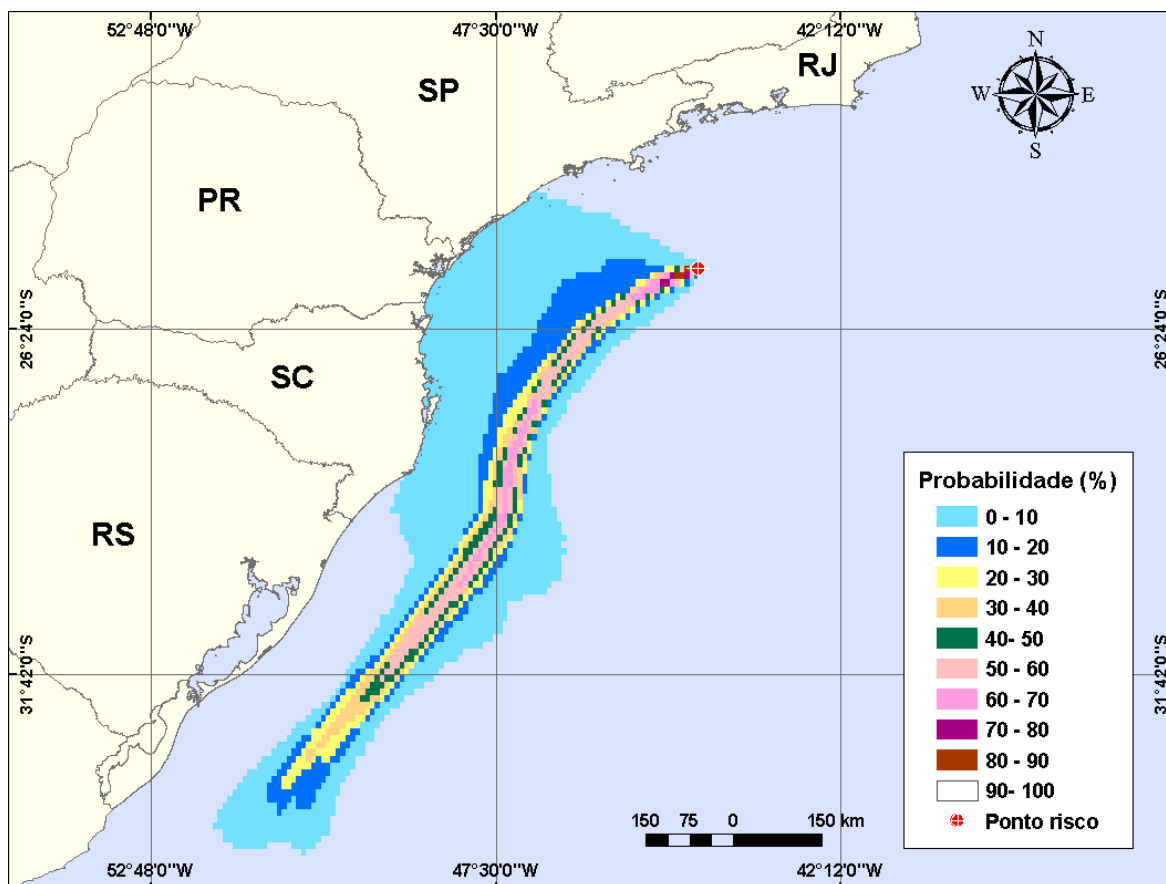 52°48'0"W
47°30'0"W
42°12'0"W
RJ
SP
N
W
E
S
PR
26°24'0"S
26°24'0"S
SC
Probabilidade (%)
0 - 10
10 - 20
20 - 30
30 - 40
40- 50
50 - 60
60 - 70
70 - 80
80 - 90
90- 100
Ponto risco
RS
31°42'0"S
31°42'0"S
150 75 0 150 km
52°48'0"W
47°30'0"W
42°12'0"W